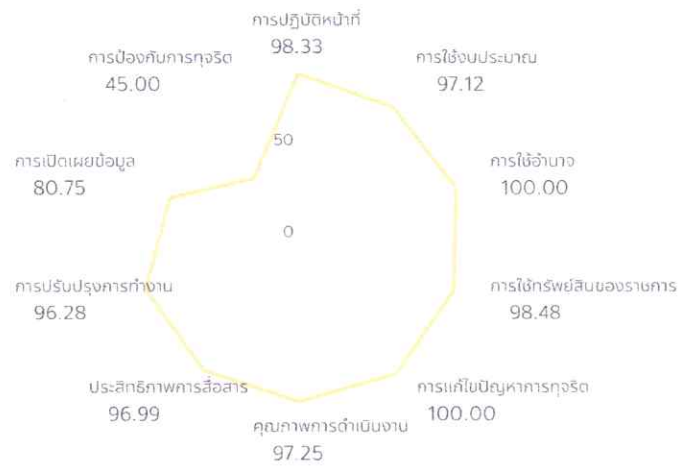 การปฏิบัติหน้าที่
98.33
การป้องกันการทุจริต
45.00
การใช้งบประมาณ
97.12
50
การเปิดเผยข้อมูล
80.75
การใช้อำนาจ
100.00
0
การปรับปรุงการทำงาน
96.28
การใช้ทรัพย์สินของราชการ
98.48
ประสิทธิภาพการสื่อสาร
96.99
การแก้ไขปัญหาการทุจริต
100.00
คุณภาพการดำเนินงาน
97.25